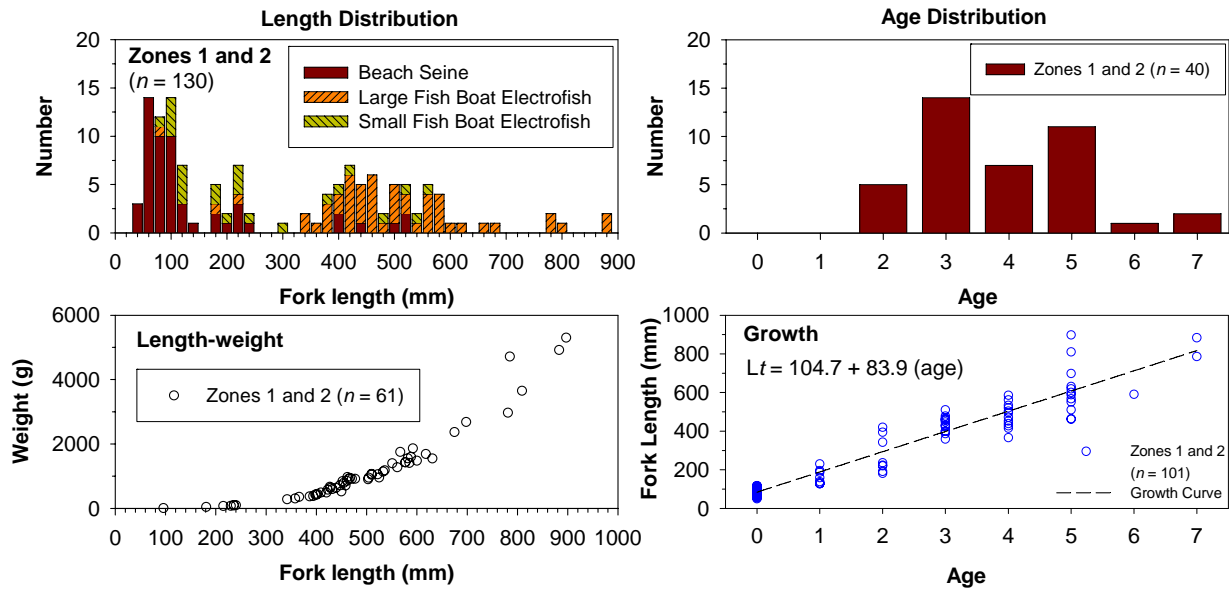 Length Distribution
20
15
10
5
0
Number
Zones 1 and 2
(n = 130)
Beach Seine
Large Fish Boat Electrofish
Small Fish Boat Electrofish
0 100 200 300 400 500 600 700 800 900
Fork length (mm)
Age Distribution
20
15
10
5
0
Number
Zones 1 and 2 (n = 40)
0 1 2 3 4 5 6 7
Age
6000
4000
2000
0
Weight (g)
Length-weight
Zones 1 and 2 (n = 61)
0 100 200 300 400 500 600 700 800 900 1000
Fork length (mm)
1000
800
600
400
200
0
Fork Length (mm)
Growth
Lt = 104.7 + 83.9 (age)
Zones 1 and 2
(n = 101)
Growth Curve
0 1 2 3 4 5 6 7
Age